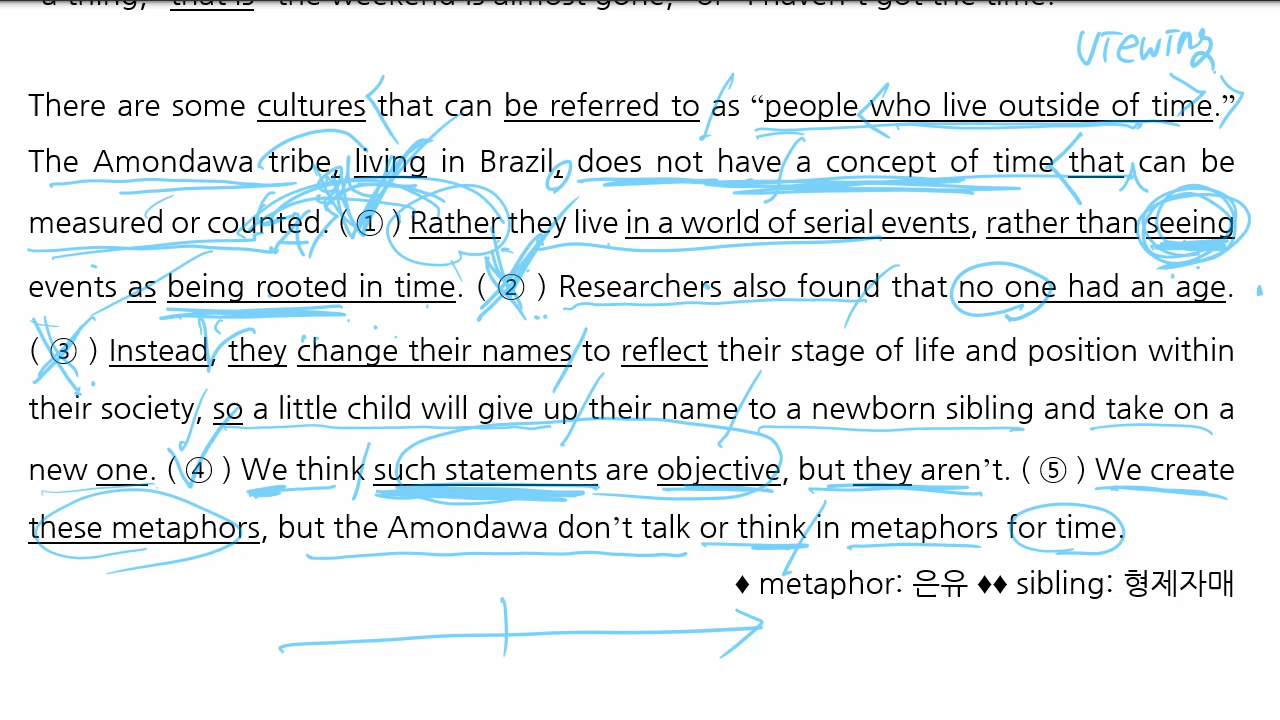 a thing," "that is "the weekend is almost gone," or "I haven't got the time."
viewing
There are some cultures that can be referred to as “people who live outside of time.”
The Amondawa tribe, living in Brazil, does not have a concept of time that can be
measured or counted. ( ① ) Rather they live in a world of serial events, rather than seeing
events as being rooted in time. ( ② ) Researchers also found that no one had an age.
( ③ ) Instead, they change their names to reflect their stage of life and position within
their society, so a little child will give up their name to a newborn sibling and take on a
new one. ( ④ ) We think such statements are objective, but they aren’t. ( ⑤ ) We create
these metaphors, but the Amondawa don’t talk or think in metaphors for time.
♦ metaphor: 은유 ♦♦ sibling: 형제자매